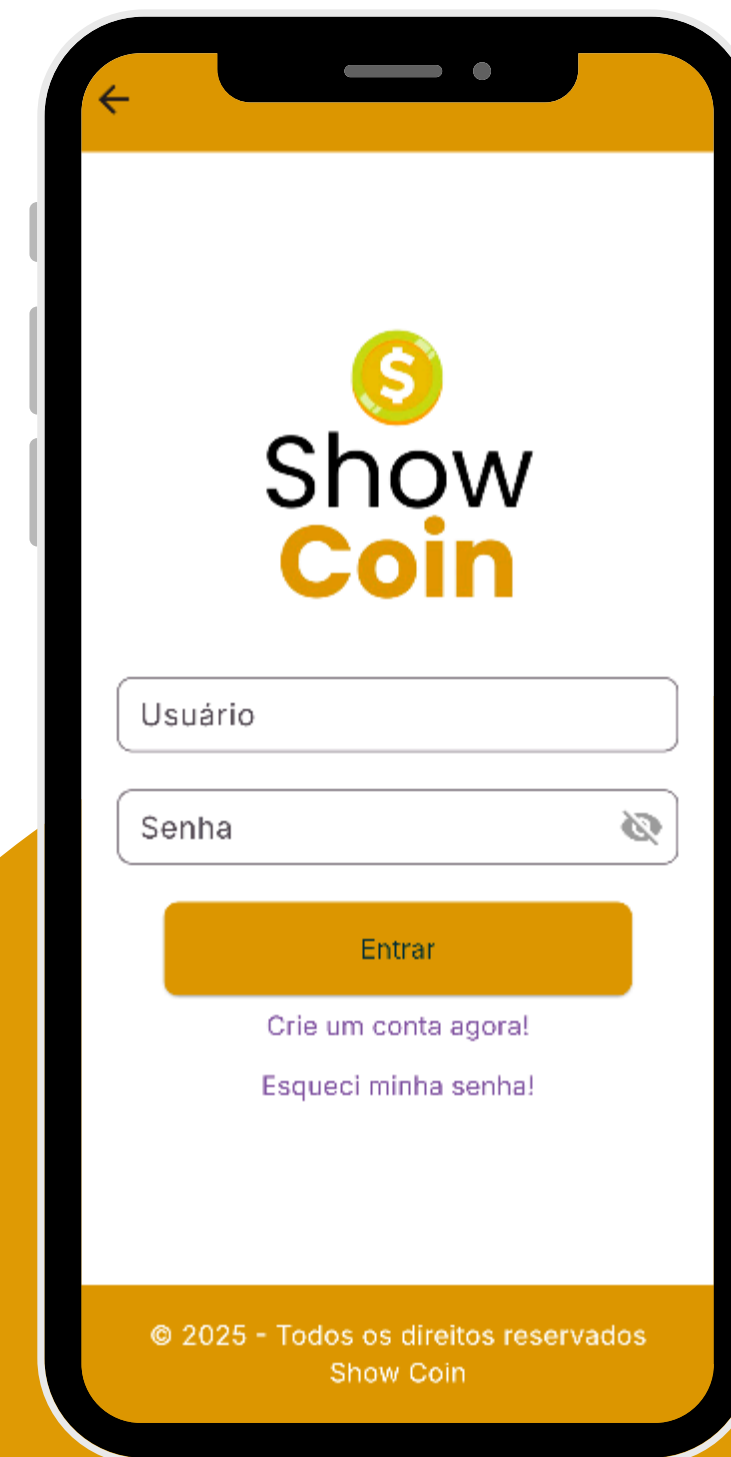 $
Show
Coin
Usuário
Senha
Entrar
Crie um conta agora!
Esqueci minha senha!
© 2025 - Todos os direitos reservados
Show Coin